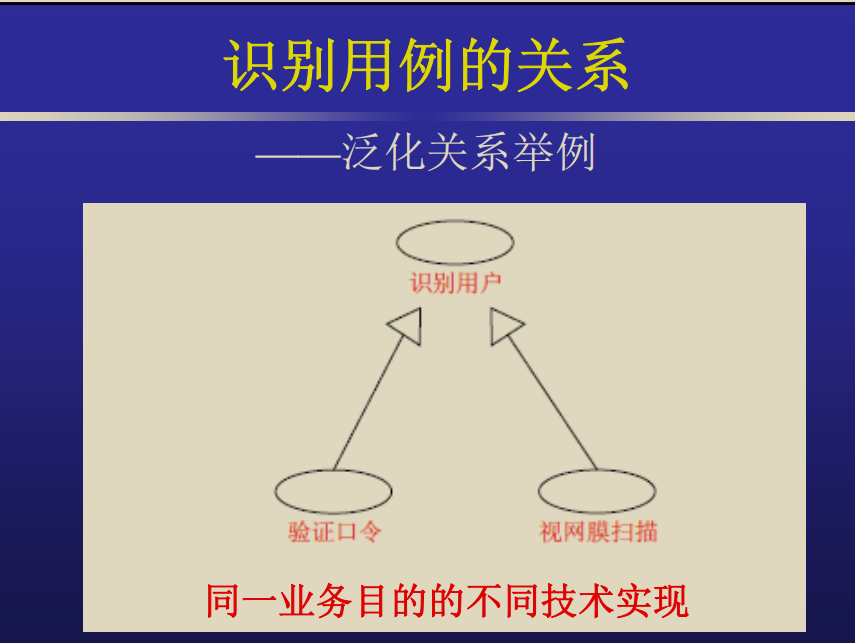 识别用例的关系
——泛化关系举例
识别用户
验证口令
视网膜扫描
同一业务目的的不同技术实现